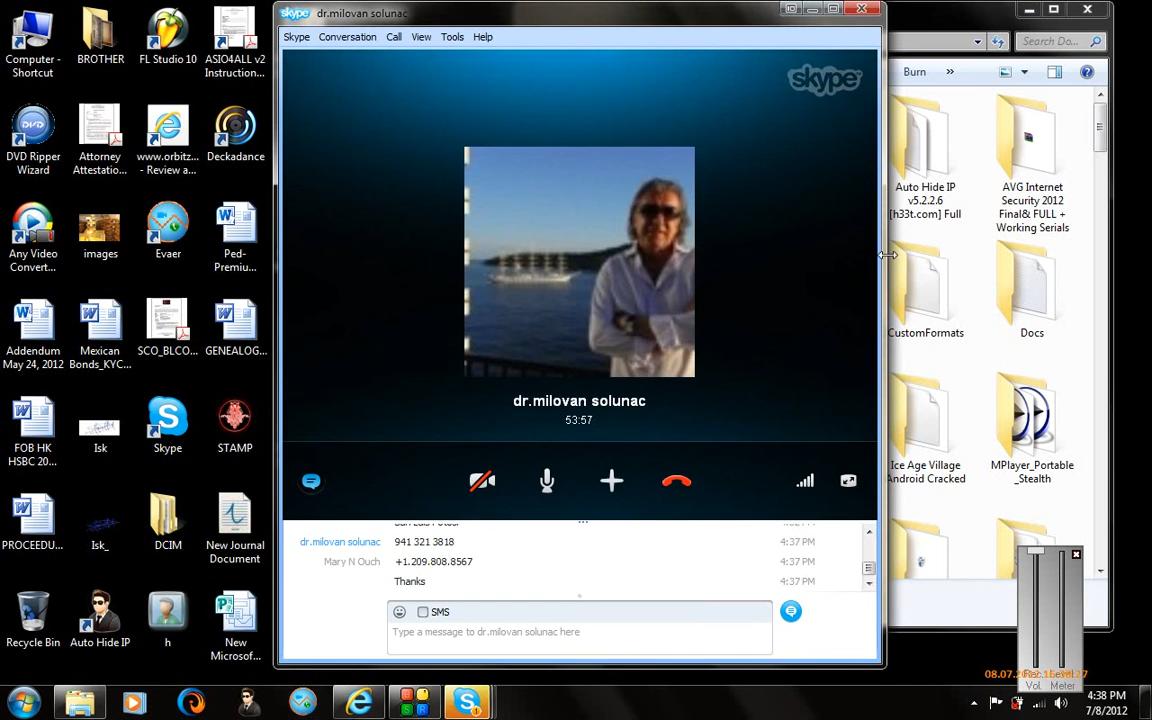 Computer -
Shortcut
BROTHER
FL Studio 10
ASIO4ALL v2
Instruction...
DVD Ripper
Wizard
Attorney
Attestatio...
www.orbitz...
- Review a...
Deckadance
Any Video
Convert...
images
Evaer
Ped-
Premiu...
Addendum
May 24, 2012
Mexican
Bonds_KYC...
SCO_BLCO...
GENEALOG...
FOB HK
HSBC 20...
Isk
Skype
STAMP
PROCEEDU...
Isk_
DCIM
New Journal
Document
Recycle Bin
Auto Hide IP
h
New
Microsof...
dr.milovan solunac
Skype Conversation Call View Tools Help
skype
dr.milovan solunac
53:57
dr.milovan solunac 941 321 3818 4:37 PM
Mary N Ouch +1.209.808.8567 4:37 PM
Thanks 4:37 PM
SMS
Type a message to dr.milovan solunac here
Search Do...
Burn »
Auto Hide IP
v5.2.2.6
[h33t.com] Full
AVG Internet
Security 2012
Final& FULL +
Working Serials
CustomFormats
Docs
Ice Age Village
Android Cracked
MPlayer_Portable
_Stealth
Vol Meter
4:38 PM
7/8/2012